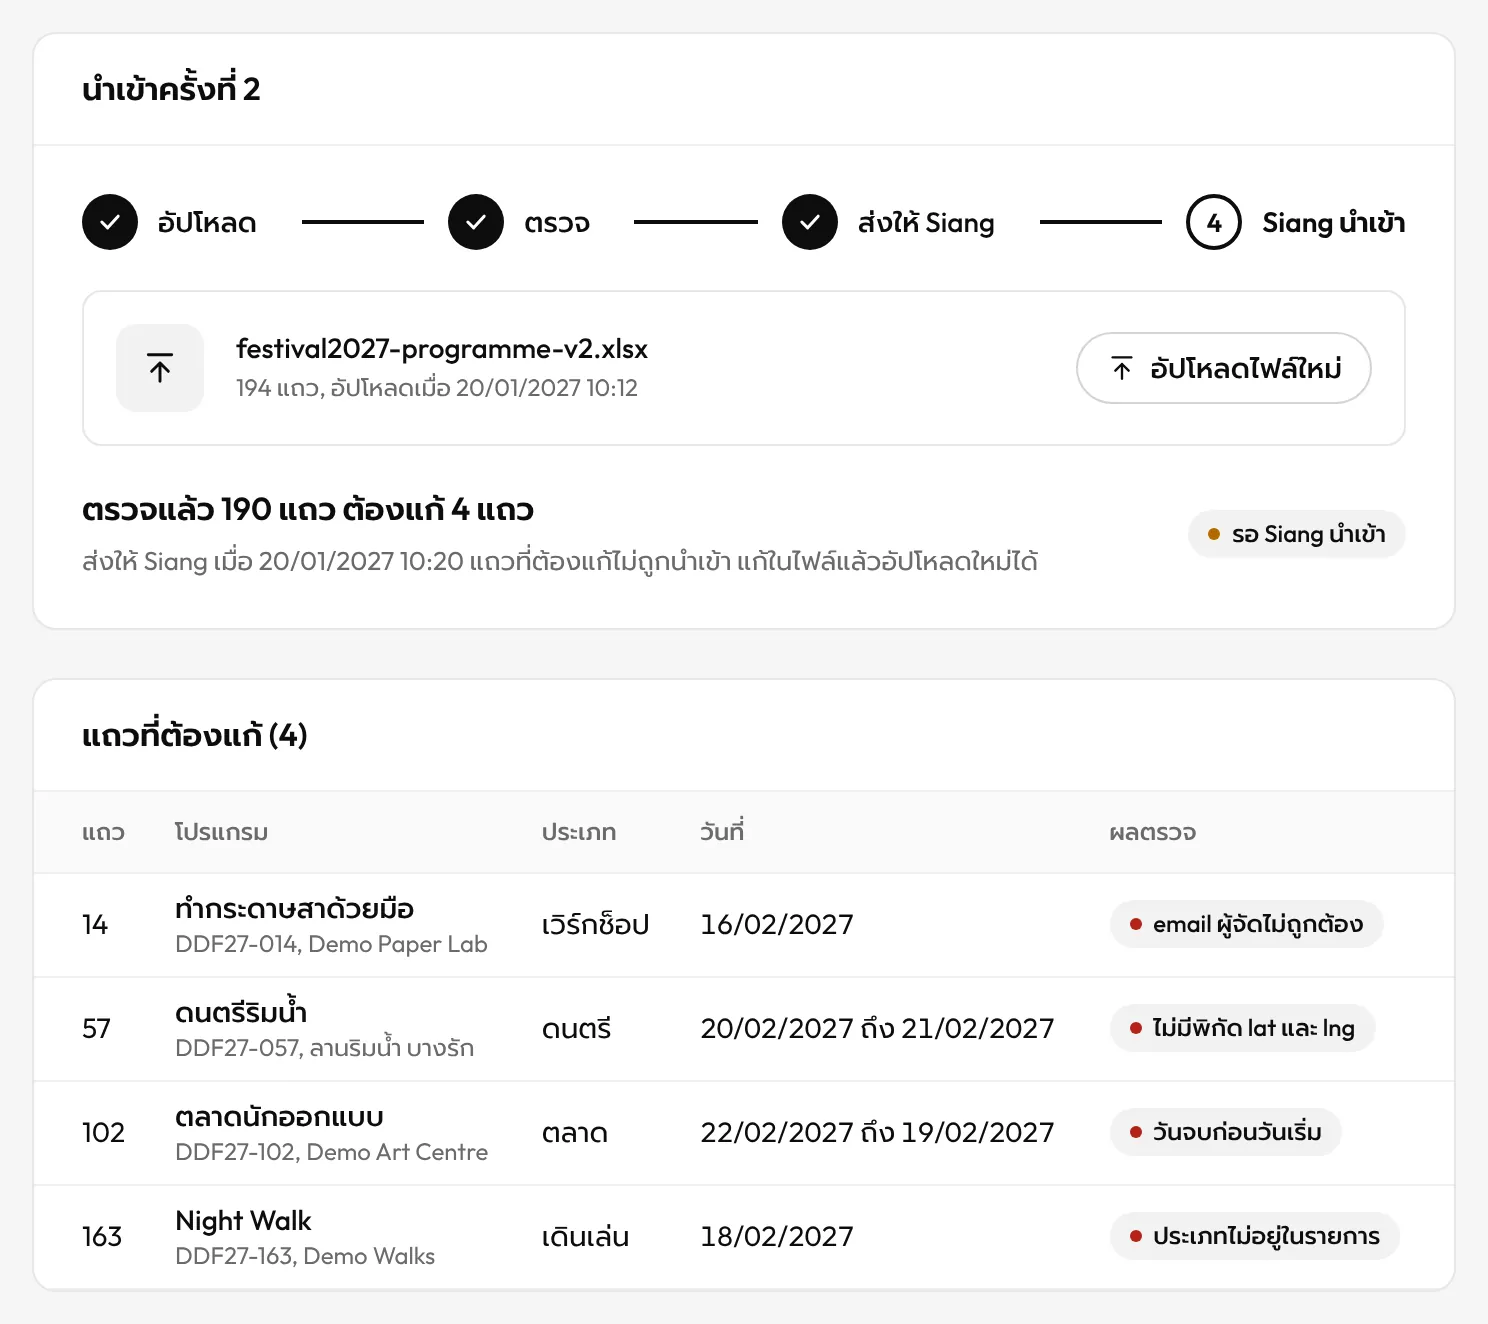 นำเข้าครั้งที่ 2
อัปโหลด
ตรวจ
ส่งให้ Siang
4
Siang นำเข้า
festival2027-programme-v2.xlsx
194 แถว, อัปโหลดเมื่อ 20/01/2027 10:12
อัปโหลดไฟล์ใหม่
ตรวจแล้ว 190 แถว ต้องแก้ 4 แถว
ส่งให้ Siang เมื่อ 20/01/2027 10:20 แถวที่ต้องแก้ไม่ถูกนำเข้า แก้ในไฟล์แล้วอัปโหลดใหม่ได้
รอ Siang นำเข้า
แถวที่ต้องแก้ (4)
แถว โปรแกรม ประเภท วันที่ ผลตรวจ
14 ทำกระดาษสาด้วยมือ เวิร์กช็อป 16/02/2027 email ผู้จัดไม่ถูกต้อง
DDF27-014, Demo Paper Lab
57 ดนตรีริมน้ำ ดนตรี 20/02/2027 ถึง 21/02/2027 ไม่มีพิกัด lat และ lng
DDF27-057, ลานริมน้ำ บางรัก
102 ตลาดนักออกแบบ ตลาด 22/02/2027 ถึง 19/02/2027 วันจบก่อนวันเริ่ม
DDF27-102, Demo Art Centre
163 Night Walk เดินเล่น 18/02/2027 ประเภทไม่อยู่ในรายการ
DDF27-163, Demo Walks